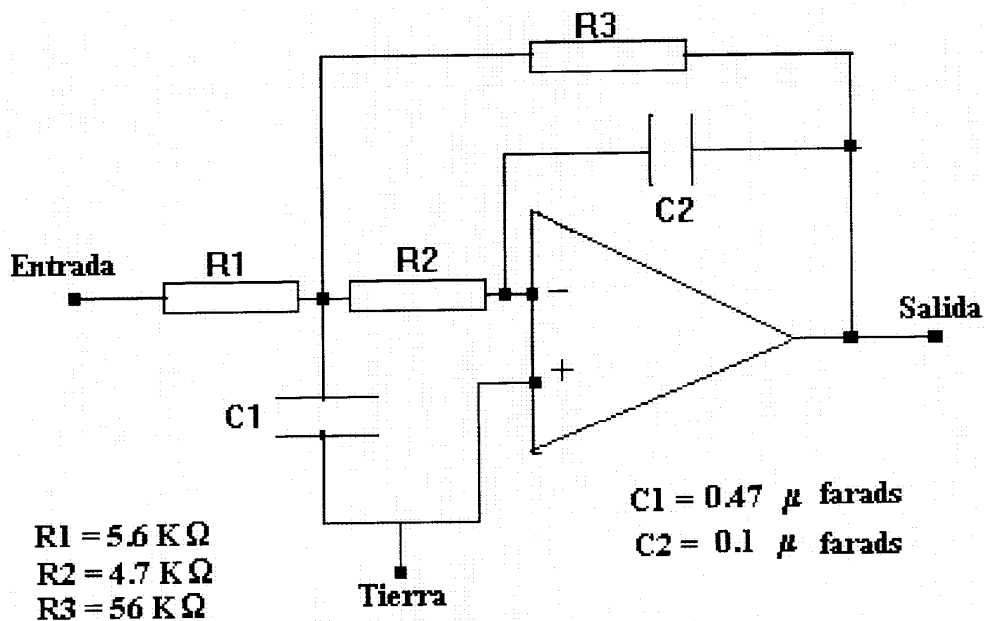 R3
C2
Entrada
R1
R2
−
Salida
+
C1
C1 = 0.47 μ farads
C2 = 0.1 μ farads
R1 = 5.6 K Ω
R2 = 4.7 K Ω
R3 = 56 K Ω
Tierra